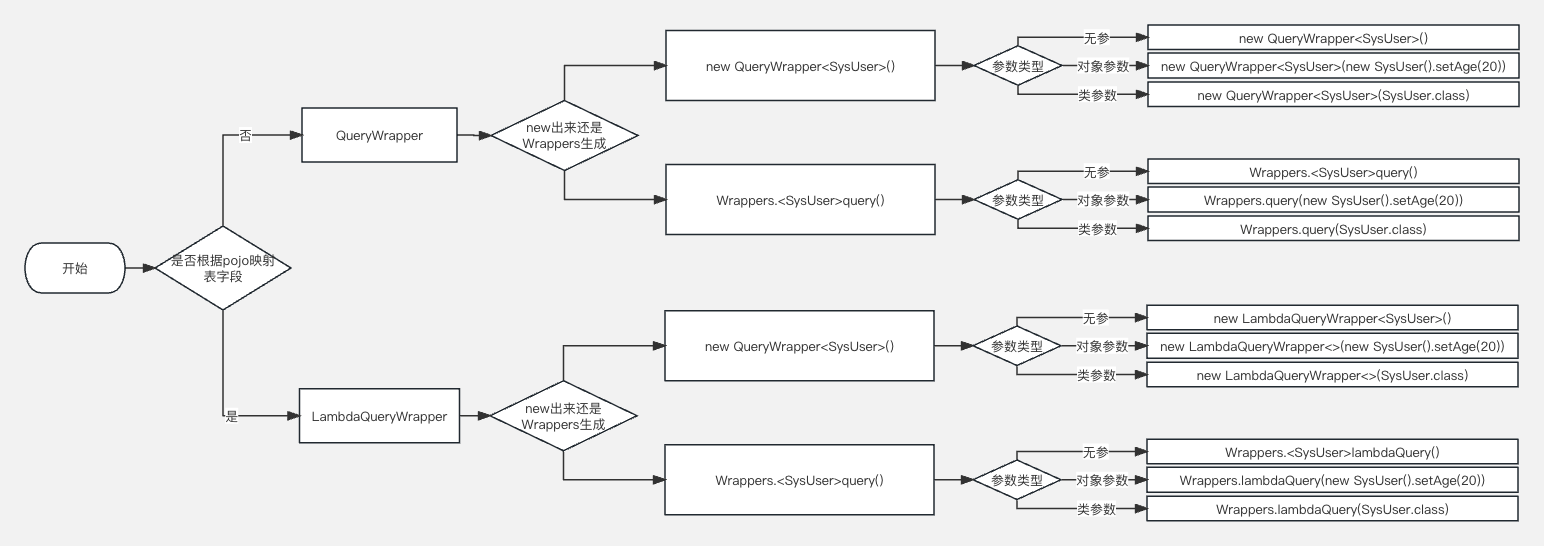 开始
是否根据pojo映射
表字段
否
QueryWrapper
new出来还是
Wrappers生成
new QueryWrapper<SysUser>()
参数类型
无参
new QueryWrapper<SysUser>()
对象参数
new QueryWrapper<SysUser>(new SysUser().setAge(20))
类参数
new QueryWrapper<SysUser>(SysUser.class)
Wrappers.<SysUser>query()
参数类型
无参
Wrappers.<SysUser>query()
对象参数
Wrappers.query(new SysUser().setAge(20))
类参数
Wrappers.query(SysUser.class)
是
LambdaQueryWrapper
new出来还是
Wrappers生成
new QueryWrapper<SysUser>()
参数类型
无参
new LambdaQueryWrapper<SysUser>()
对象参数
new LambdaQueryWrapper<>(new SysUser().setAge(20))
类参数
new LambdaQueryWrapper<>(SysUser.class)
Wrappers.<SysUser>query()
参数类型
无参
Wrappers.<SysUser>lambdaQuery()
对象参数
Wrappers.lambdaQuery(new SysUser().setAge(20))
类参数
Wrappers.lambdaQuery(SysUser.class)